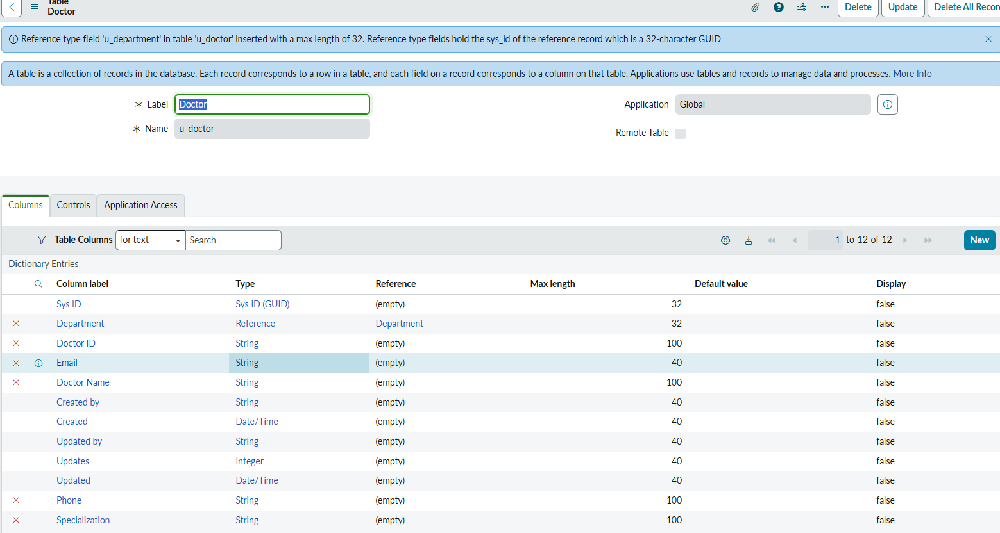 Table
Doctor
Delete Update Delete All Recor
Reference type field 'u_department' in table 'u_doctor' inserted with a max length of 32. Reference type fields hold the sys_id of the reference record which is a 32-character GUID
A table is a collection of records in the database. Each record corresponds to a row in a table, and each field on a record corresponds to a column on that table. Applications use tables and records to manage data and processes. More Info
Label Doctor Application Global
Name u_doctor Remote Table
Columns Controls Application Access
Table Columns for text Search 1 to 12 of 12 New
Dictionary Entries
Column label Type Reference Max length Default value Display
Sys ID Sys ID (GUID) (empty) 32 false
Department Reference Department 32 false
Doctor ID String (empty) 100 false
Email String (empty) 40 false
Doctor Name String (empty) 100 false
Created by String (empty) 40 false
Created Date/Time (empty) 40 false
Updated by String (empty) 40 false
Updates Integer (empty) 40 false
Updated Date/Time (empty) 40 false
Phone String (empty) 100 false
Specialization String (empty) 100 false